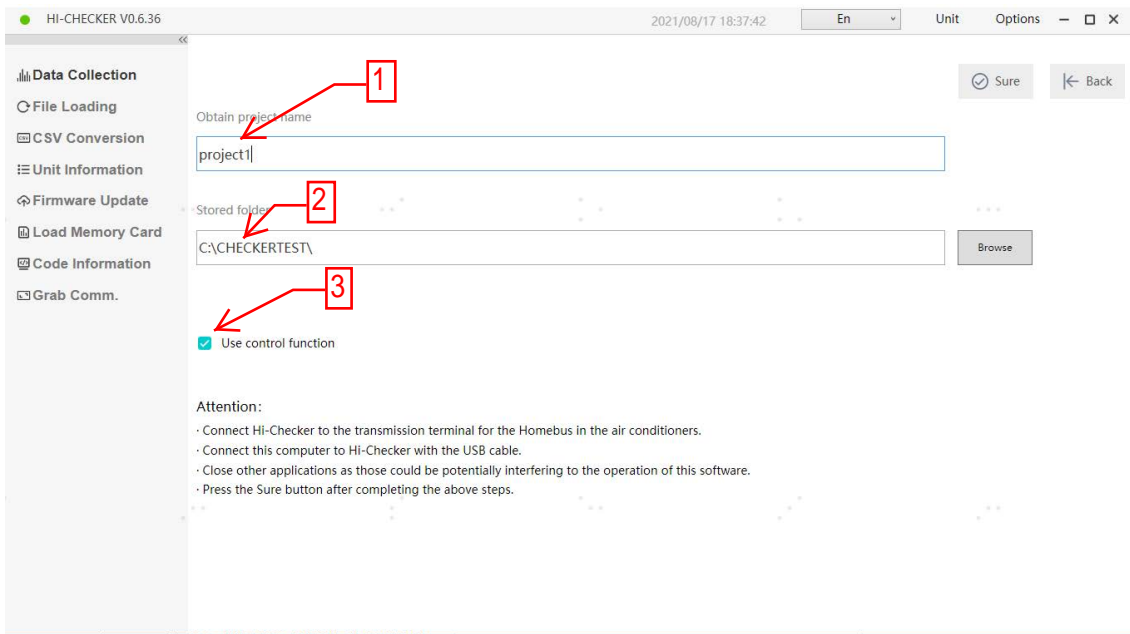 HI-CHECKER V0.6.36
2021/08/17 18:37:42
En
Unit
Options
Data Collection
File Loading
CSV Conversion
Unit Information
Firmware Update
Load Memory Card
Code Information
Grab Comm.
Sure
Back
1
Obtain project name
project1
2
Stored folder
C:\CHECKERTEST\
Browse
3
Use control function
Attention:
· Connect Hi-Checker to the transmission terminal for the Homebus in the air conditioners.
· Connect this computer to Hi-Checker with the USB cable.
· Close other applications as those could be potentially interfering to the operation of this software.
· Press the Sure button after completing the above steps.